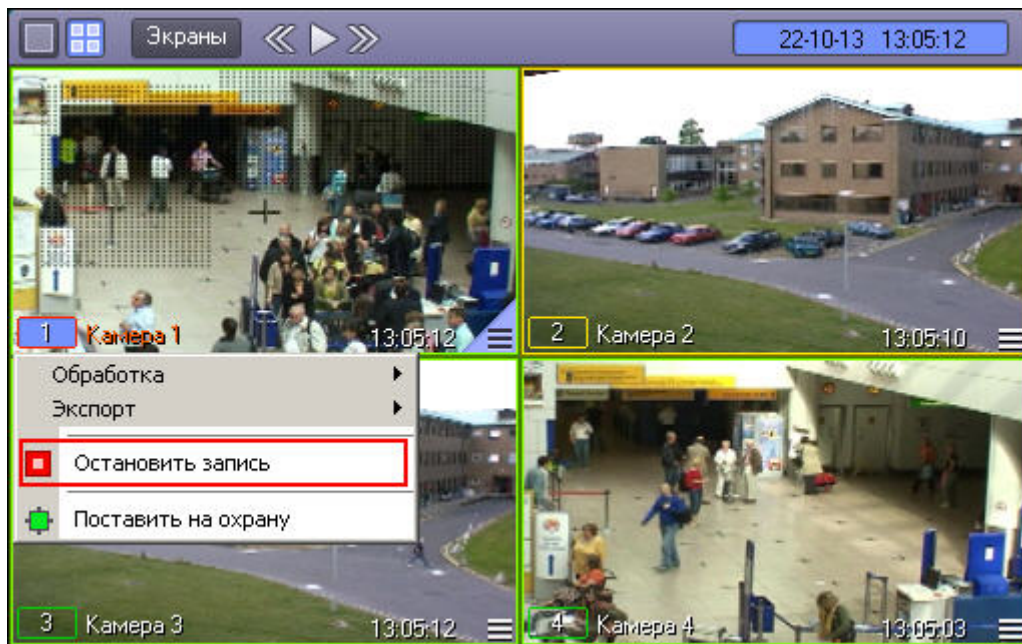 Экраны
22-10-13 13:05:12
1 Камера 1 13:05:12
2 Камера 2 13:05:10
Обработка
Экспорт
Остановить запись
Поставить на охрану
3 Камера 3 13:05:12
4 Камера 4 13:05:03